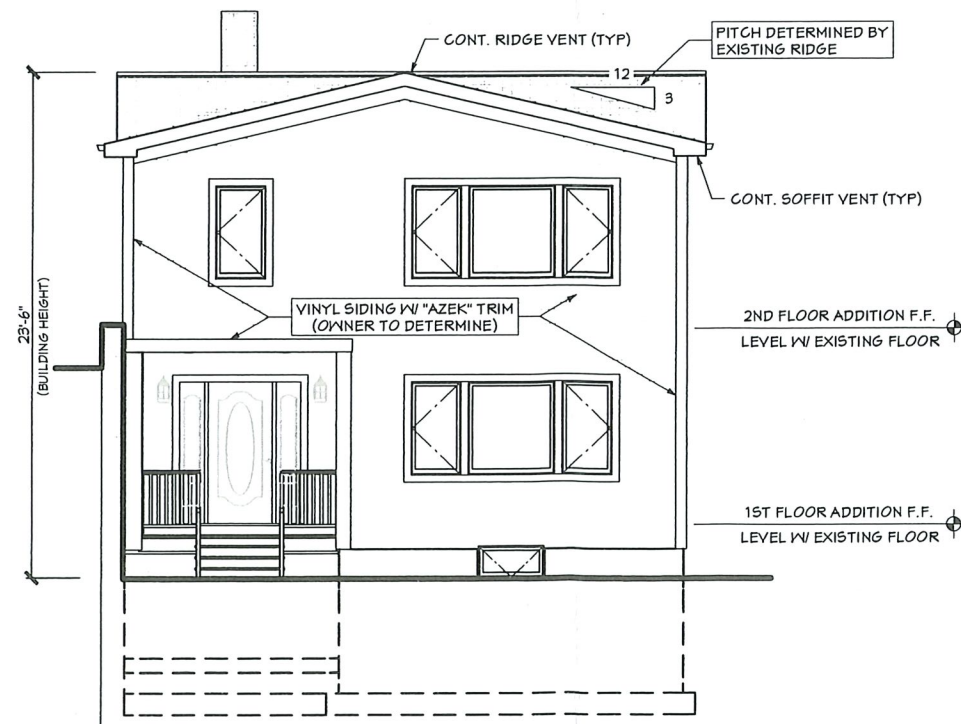 CONT. RIDGE VENT (TYP)
PITCH DETERMINED BY
EXISTING RIDGE
12
3
CONT. SOFFIT VENT (TYP)
23'-6"
(BUILDING HEIGHT)
VINYL SIDING W/ "AZEK" TRIM
(OWNER TO DETERMINE)
2ND FLOOR ADDITION F.F.
LEVEL W/ EXISTING FLOOR
1ST FLOOR ADDITION F.F.
LEVEL W/ EXISTING FLOOR